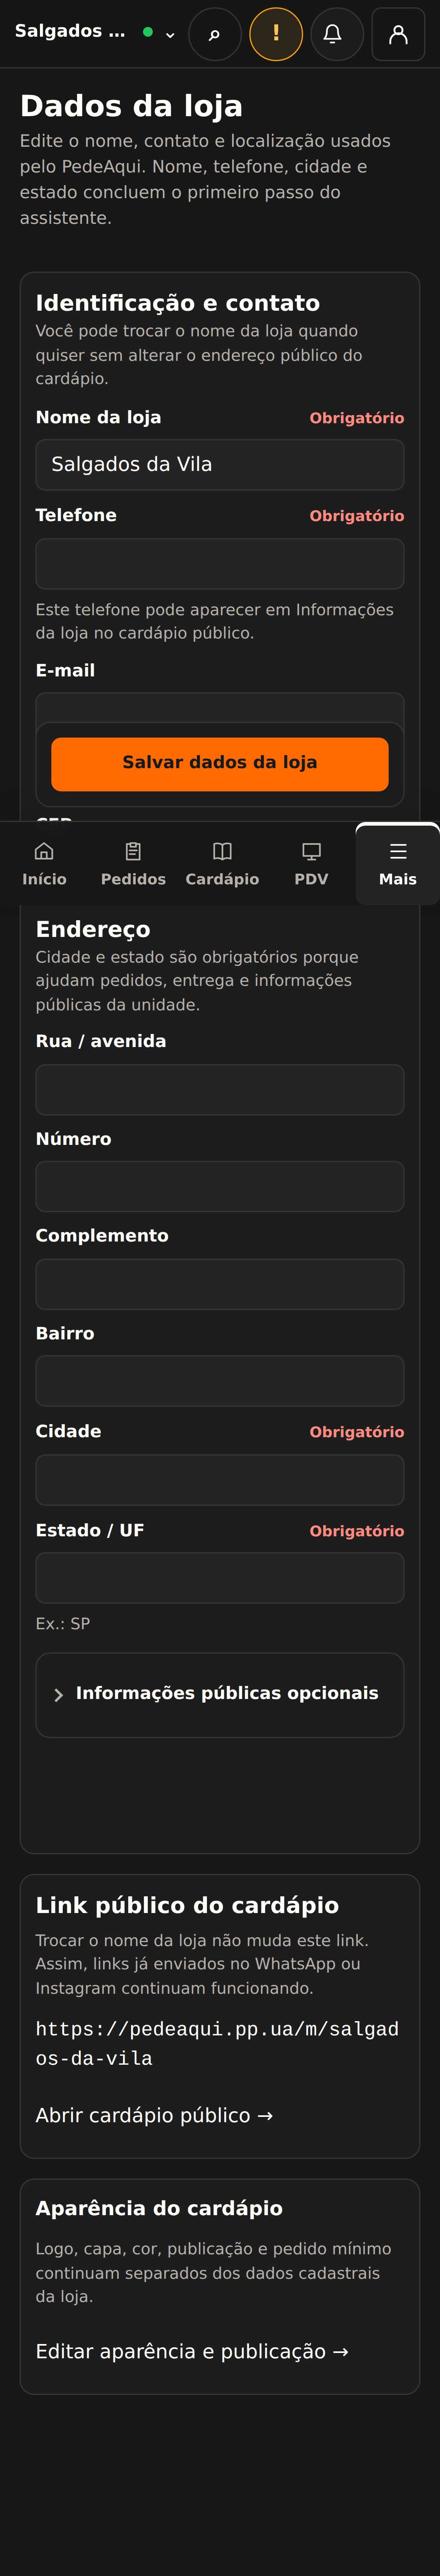 Salgados ...
!
Dados da loja
Edite o nome, contato e localização usados
pelo PedeAqui. Nome, telefone, cidade e
estado concluem o primeiro passo do
assistente.
Identificação e contato
Você pode trocar o nome da loja quando
quiser sem alterar o endereço público do
cardápio.
Nome da loja Obrigatório
Salgados da Vila
Telefone Obrigatório
Este telefone pode aparecer em Informações
da loja no cardápio público.
E-mail
Salvar dados da loja
Início Pedidos Cardápio PDV Mais
Endereço
Cidade e estado são obrigatórios porque
ajudam pedidos, entrega e informações
públicas da unidade.
Rua / avenida
Número
Complemento
Bairro
Cidade Obrigatório
Estado / UF Obrigatório
Ex.: SP
Informações públicas opcionais
Link público do cardápio
Trocar o nome da loja não muda este link.
Assim, links já enviados no WhatsApp ou
Instagram continuam funcionando.
https://pedeaqui.pp.ua/m/salgad
os-da-vila
Abrir cardápio público →
Aparência do cardápio
Logo, capa, cor, publicação e pedido mínimo
continuam separados dos dados cadastrais
da loja.
Editar aparência e publicação →